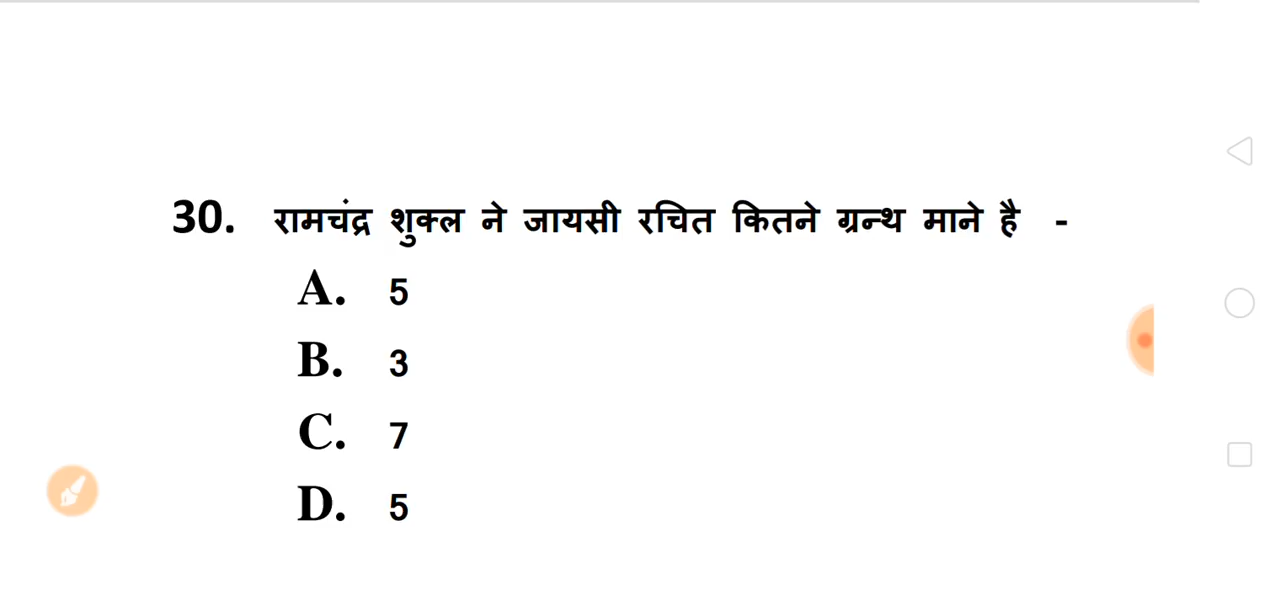 30. रामचंद्र शुक्ल ने जायसी रचित कितने ग्रन्थ माने है -
A. 5
B. 3
C. 7
D. 5